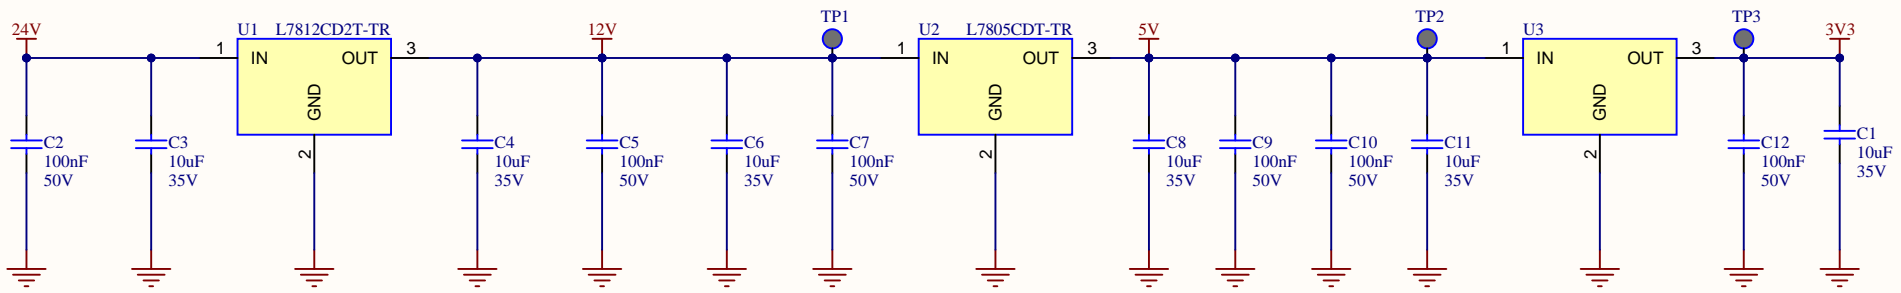 24V
U1 L7812CD2T-TR
1 IN OUT 3
GND
2
C2
100nF
50V
C3
10uF
35V
C4
10uF
35V
12V
C5
100nF
50V
C6
10uF
35V
TP1
C7
100nF
50V
U2 L7805CDT-TR
1 IN OUT 3
GND
2
5V
C8
10uF
35V
C9
100nF
50V
C10
100nF
50V
TP2
C11
10uF
35V
U3
1 IN OUT 3
GND
2
TP3
C12
100nF
50V
3V3
C1
10uF
35V